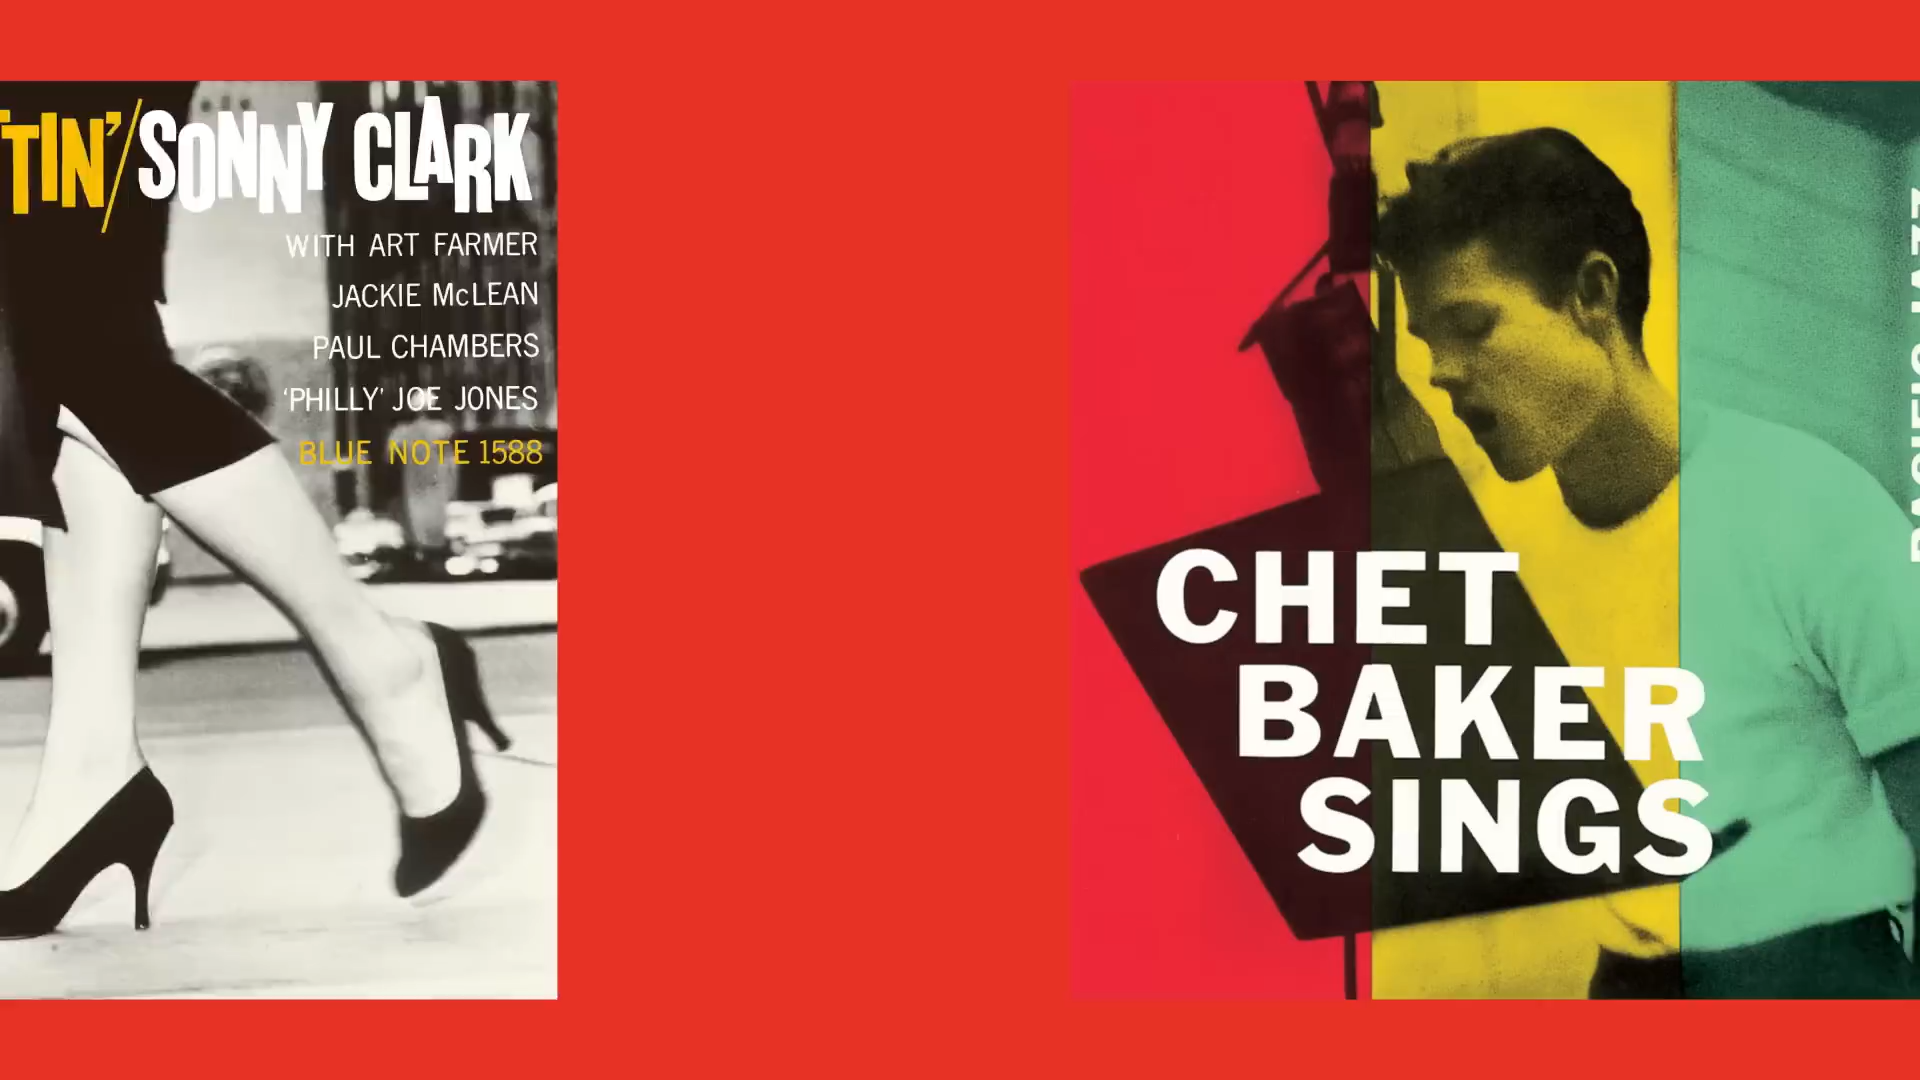 'TIN'/SONNY CLARK
WITH ART FARMER
JACKIE McLEAN
PAUL CHAMBERS
'PHILLY' JOE JONES
BLUE NOTE 1588
CHET
BAKER
SINGS